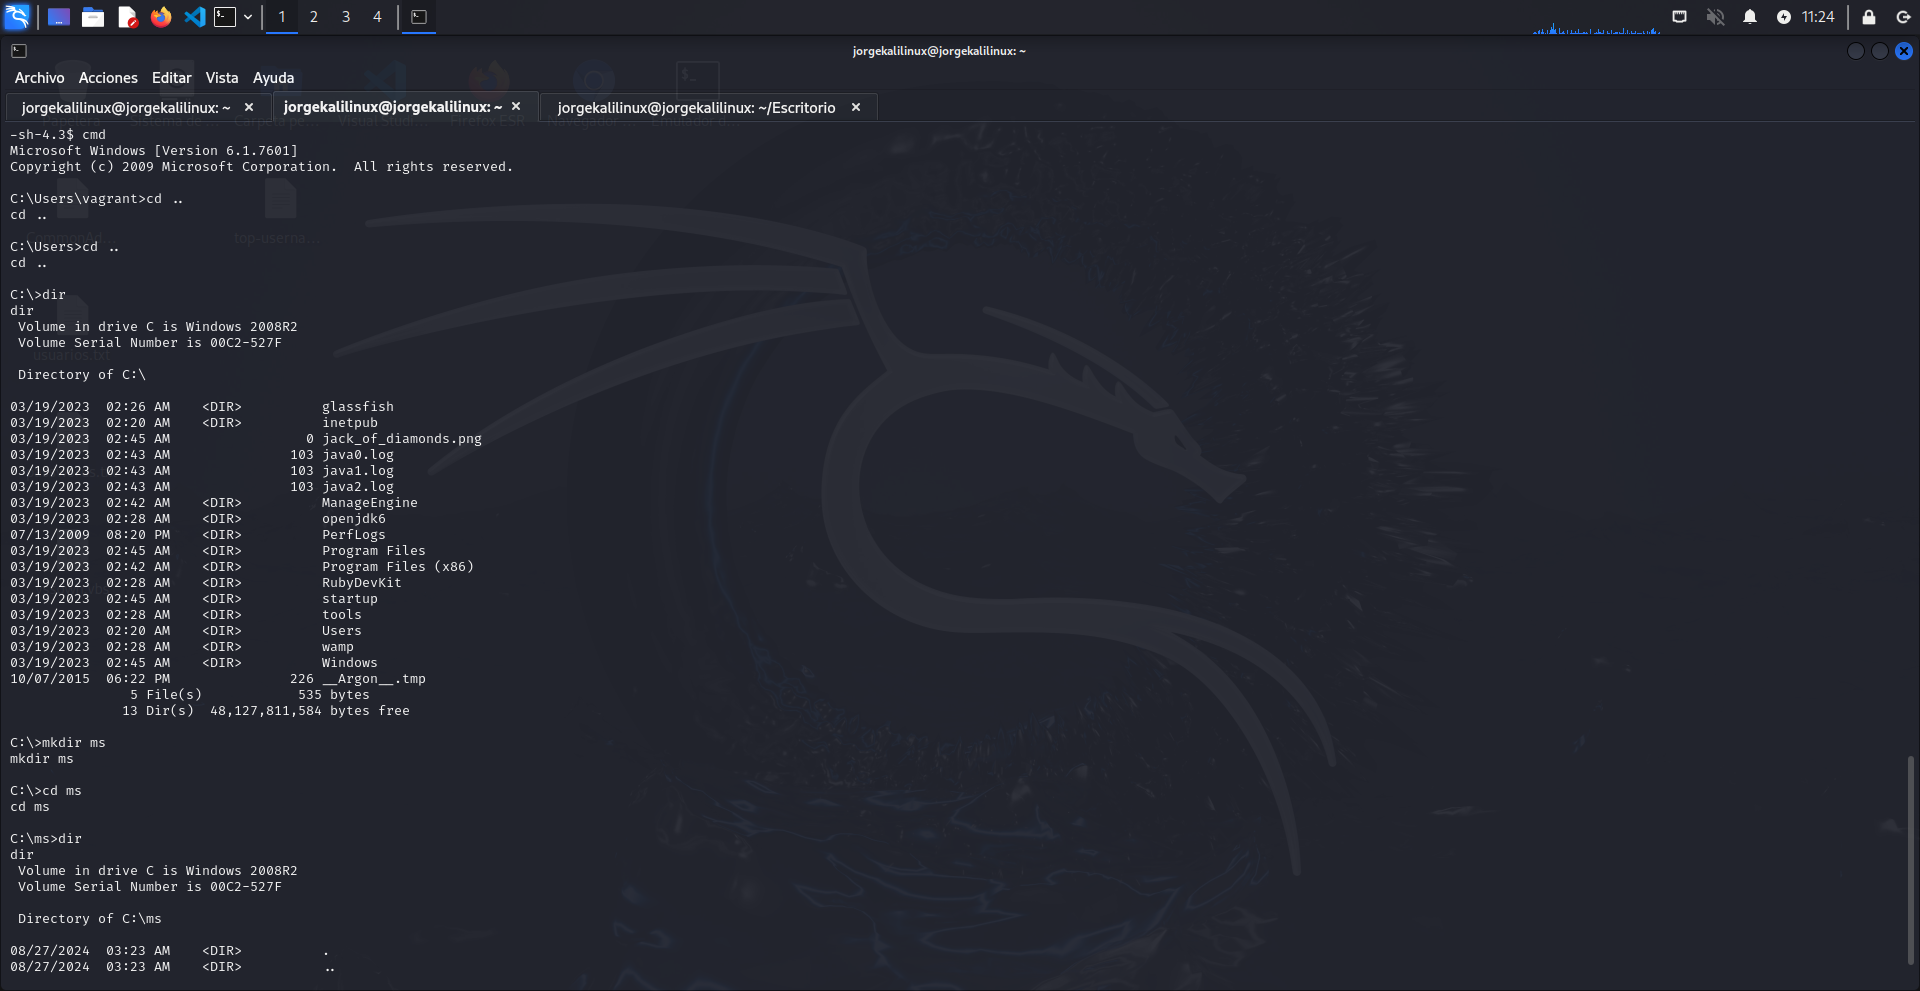 1 2 3 4
11:24
jorgekalilinux@jorgekalilinux: ~
Archivo Acciones Editar Vista Ayuda
jorgekalilinux@jorgekalilinux: ~ × jorgekalilinux@jorgekalilinux: ~ × jorgekalilinux@jorgekalilinux: ~/Escritorio ×
-sh-4.3$ cmd
Microsoft Windows [Version 6.1.7601]
Copyright (c) 2009 Microsoft Corporation.  All rights reserved.
C:\Users\vagrant>cd ..
cd ..
C:\Users>cd ..
cd ..
C:\>dir
dir
 Volume in drive C is Windows 2008R2
 Volume Serial Number is 00C2-527F
usuarios.txt
top-userna...
 Directory of C:\
03/19/2023  02:26 AM    <DIR>          glassfish
03/19/2023  02:20 AM    <DIR>          inetpub
03/19/2023  02:45 AM                 0 jack_of_diamonds.png
03/19/2023  02:43 AM               103 java0.log
03/19/2023  02:43 AM               103 java1.log
03/19/2023  02:43 AM               103 java2.log
03/19/2023  02:42 AM    <DIR>          ManageEngine
03/19/2023  02:28 AM    <DIR>          openjdk6
07/13/2009  08:20 PM    <DIR>          PerfLogs
03/19/2023  02:45 AM    <DIR>          Program Files
03/19/2023  02:42 AM    <DIR>          Program Files (x86)
03/19/2023  02:28 AM    <DIR>          RubyDevKit
03/19/2023  02:45 AM    <DIR>          startup
03/19/2023  02:28 AM    <DIR>          tools
03/19/2023  02:20 AM    <DIR>          Users
03/19/2023  02:28 AM    <DIR>          wamp
03/19/2023  02:45 AM    <DIR>          Windows
10/07/2015  06:22 PM               226 __Argon__.tmp
               5 File(s)            535 bytes
              13 Dir(s)  48,127,811,584 bytes free
C:\>mkdir ms
mkdir ms
C:\>cd ms
cd ms
C:\ms>dir
dir
 Volume in drive C is Windows 2008R2
 Volume Serial Number is 00C2-527F
 Directory of C:\ms
08/27/2024  03:23 AM    <DIR>          .
08/27/2024  03:23 AM    <DIR>          ..